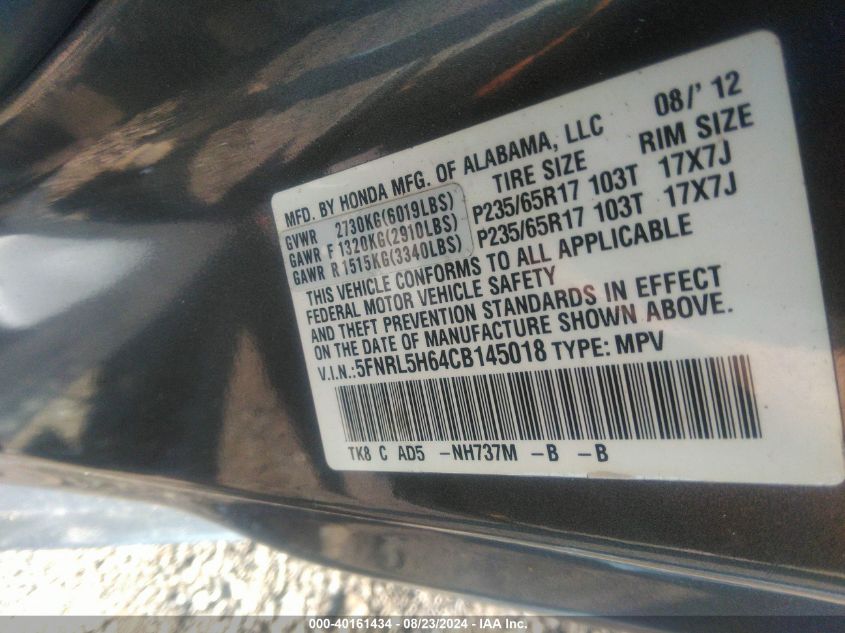 08/'12
MFD. BY HONDA MFG. OF ALABAMA, LLC
TIRE SIZE RIM SIZE
GVWR 2730KG(6019LBS)
GAWR F 1320KG(2910LBS) P235/65R17 103T 17X7J
GAWR R 1515KG(3340LBS) P235/65R17 103T 17X7J
THIS VEHICLE CONFORMS TO ALL APPLICABLE
FEDERAL MOTOR VEHICLE SAFETY
AND THEFT PREVENTION STANDARDS IN EFFECT
ON THE DATE OF MANUFACTURE SHOWN ABOVE.
V.I.N.:5FNRL5H64CB145018 TYPE: MPV
TK8 C AD5 -NH737M -B -B
000-40161434 - 08/23/2024 - IAA Inc.